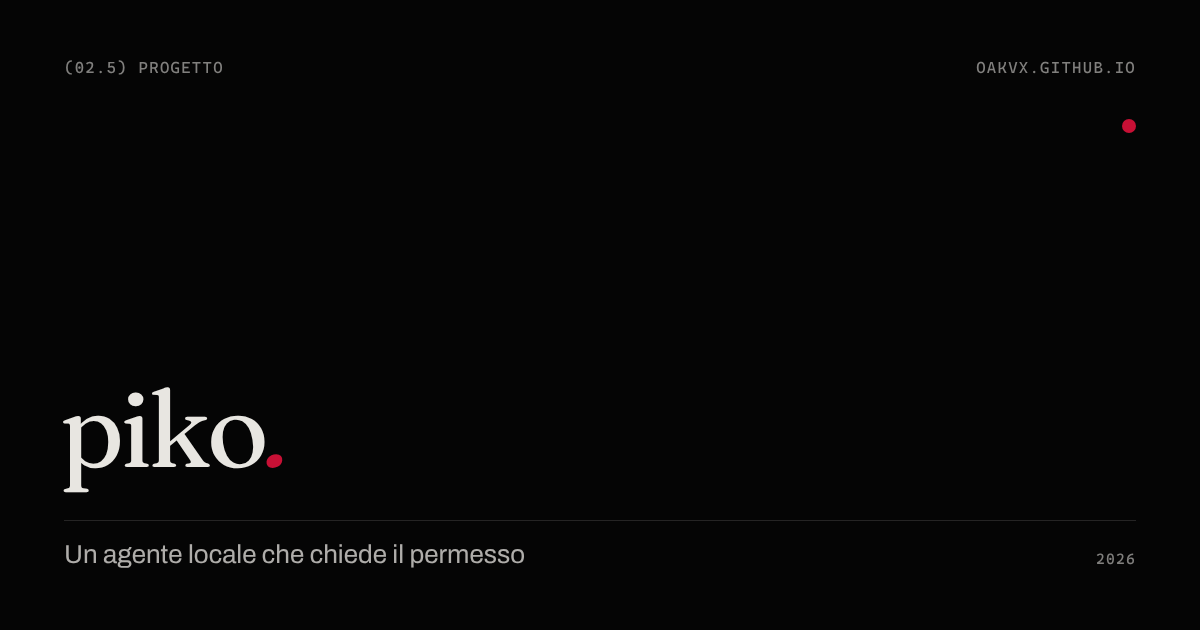 (02.5) PROGETTO
OAKVX.GITHUB.IO
piko.
Un agente locale che chiede il permesso
2026